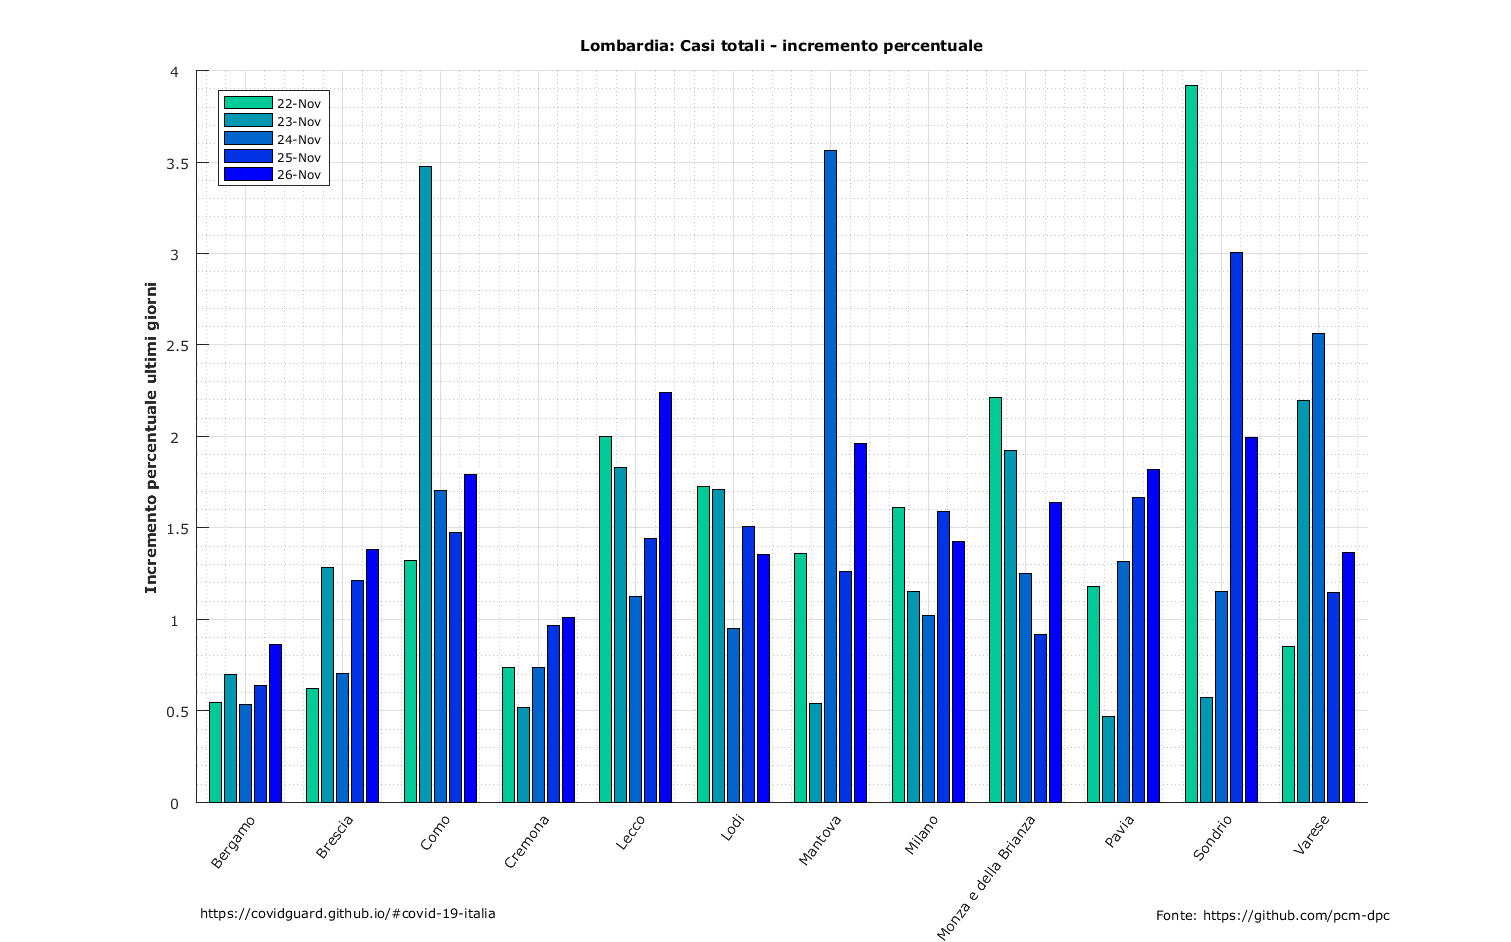 Lombardia: Casi totali - incremento percentuale
4
3.5
3
2.5
2
1.5
1
0.5
0
Incremento percentuale ultimi giorni
22-Nov
23-Nov
24-Nov
25-Nov
26-Nov
Bergamo
Brescia
Como
Cremona
Lecco
Lodi
Mantova
Milano
Monza e della Brianza
Pavia
Sondrio
Varese
https://covidguard.github.io/#covid-19-italia
Fonte: https://github.com/pcm-dpc